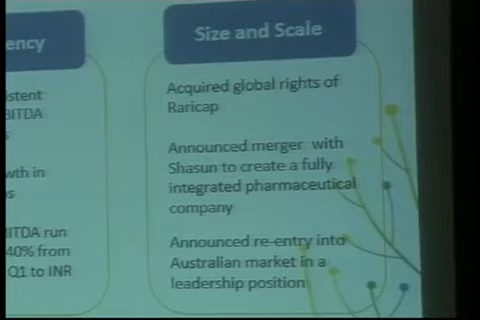 ency
istent
BITDA
s
wth in
s
ITDA run
40% from
Q1 to INR
Size and Scale
Acquired global rights of
Raricap
Announced merger with
Shasun to create a fully
integrated pharmaceutical
company
Announced re-entry into
Australian market in a
leadership position